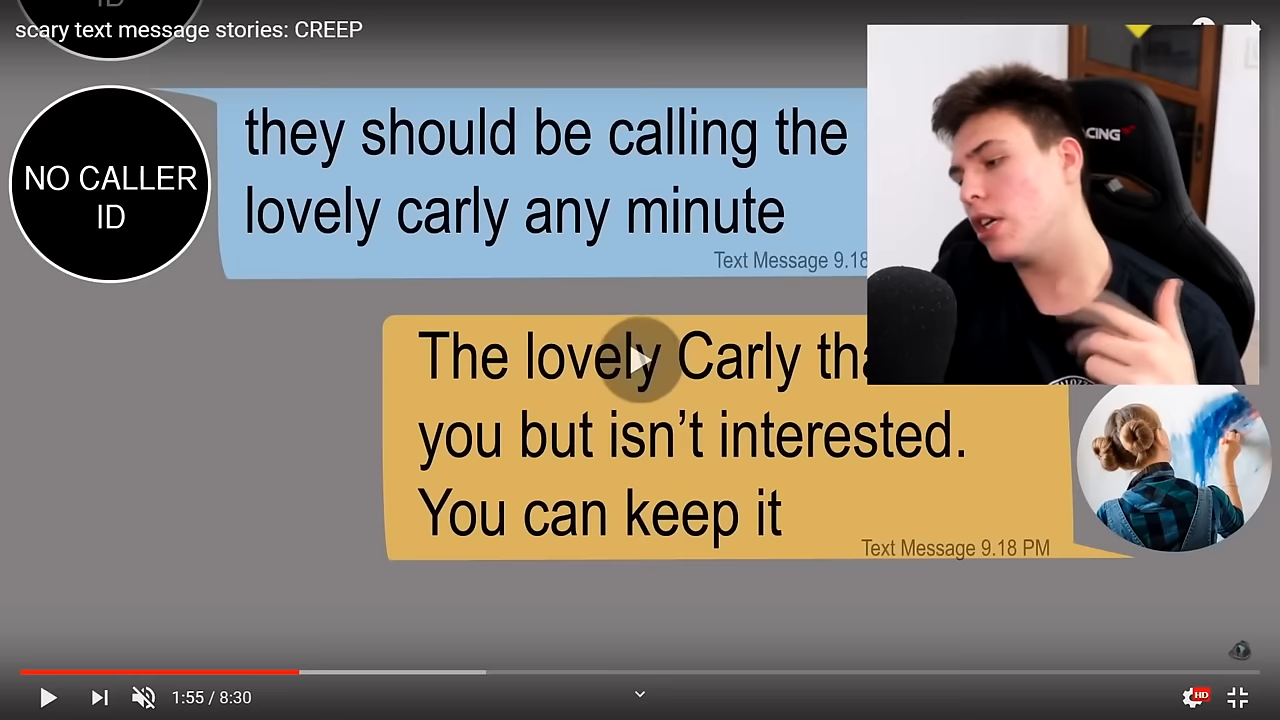 ID
scary text message stories: CREEP
NO CALLER
ID
they should be calling the
lovely carly any minute
Text Message 9.18
The lovely Carly
you but isn’t interested.
You can keep it
Text Message 9.18 PM
1:55 / 8:30
HD